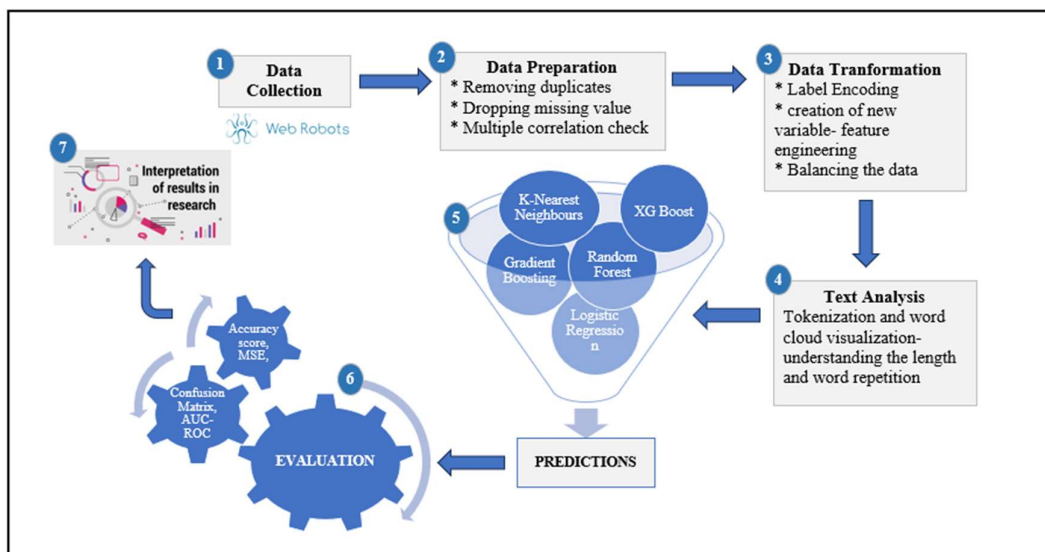 1
Data
Collection
Web Robots
2
Data Preparation
* Removing duplicates
* Dropping missing value
* Multiple correlation check
3
Data Tranformation
* Label Encoding
* creation of new
variable- feature
engineering
* Balancing the data
4
Text Analysis
Tokenization and word
cloud visualization-
understanding the length
and word repetition
5
K-Nearest
Neighbours
XG Boost
Gradient
Boosting
Random
Forest
Logistic
Regressio
n
PREDICTIONS
6
EVALUATION
Confusion
Matrix,
AUC-
ROC
Accuracy
score,
MSE,
7
Interpretation
of results in
research